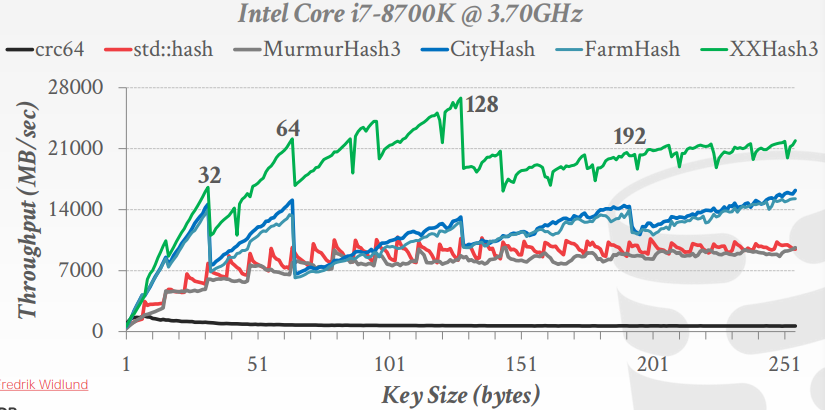 Intel Core i7-8700K @ 3.70GHz
crc64 std::hash MurmurHash3 CityHash FarmHash XXHash3
Throughput (MB/sec)
28000
21000
14000
7000
0
32
64
128
192
1 51 101 151 201 251
Key Size (bytes)
redrik Widlund